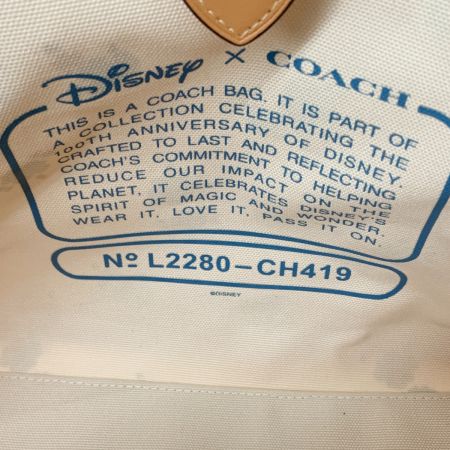 Disney × COACH
THIS IS A COACH BAG. IT IS PART OF
A COLLECTION CELEBRATING THE
100TH ANNIVERSARY OF DISNEY.
CRAFTED TO LAST AND REFLECTING
COACH'S COMMITMENT TO HELPING
REDUCE OUR IMPACT ON THE
PLANET, IT CELEBRATES DISNEY'S
SPIRIT OF MAGIC AND WONDER.
WEAR IT. LOVE IT. PASS IT ON.
Nº L2280-CH419
©DISNEY